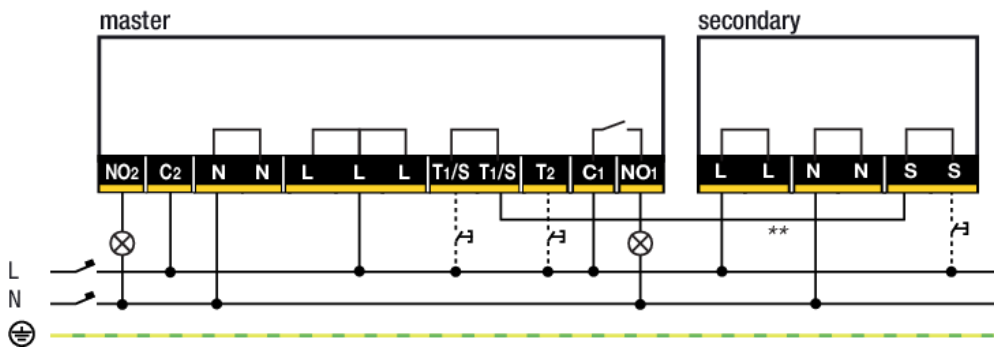 master secondary
NO2 C2 N N L L L T1/S T1/S T2 C1 NO1 L L N N S S
**
L
N